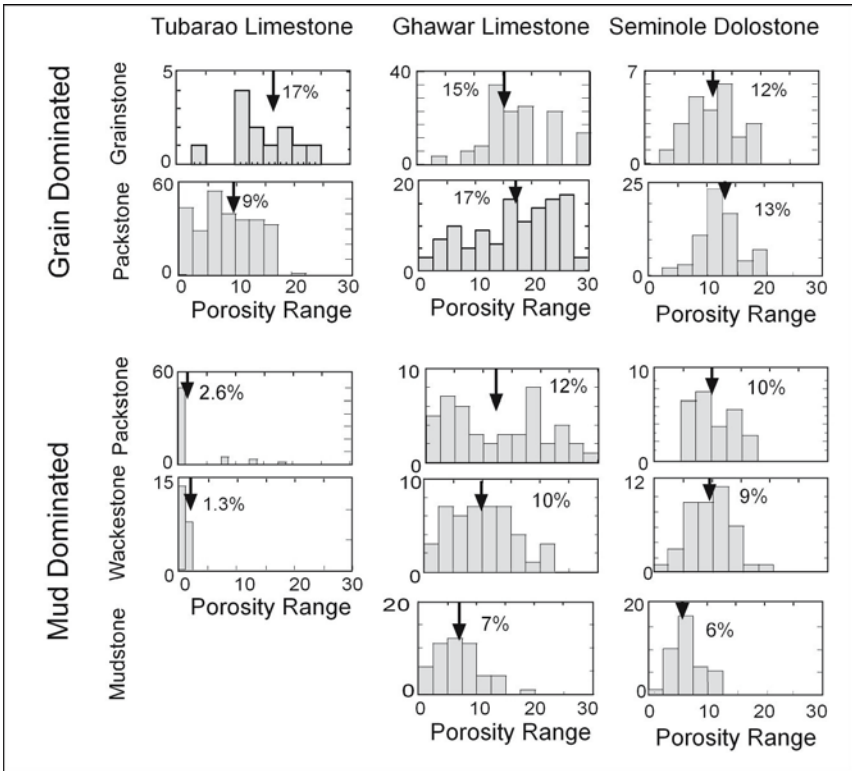 Tubarao Limestone Ghawar Limestone Seminole Dolostone
Grain Dominated
Grainstone
5
0
17%
40
0
15%
7
0
12%
Packstone
60
0
9%
20
0
17%
25
0
13%
0 10 20 30
0 10 20 30
0 10 20 30
Porosity Range Porosity Range Porosity Range
Mud Dominated
Packstone
60
0
2.6%
10
0
12%
10
0
10%
Wackestone
15
0
1.3%
10
0
10%
12
0
9%
0 10 20 30
Porosity Range
Mudstone
20
0
7%
20
0
6%
0 10 20 30
0 10 20 30
Porosity Range Porosity Range